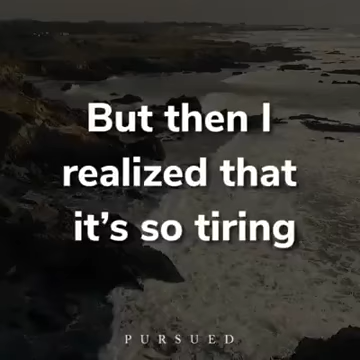 But then I
realized that
it’s so tiring
PURSUED